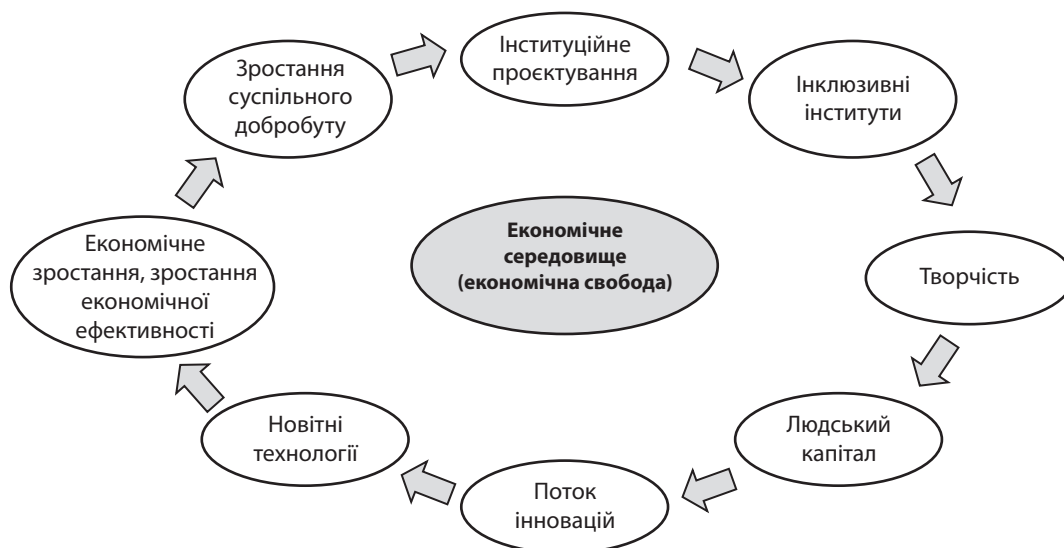 Інституційне
проєктування
Інклюзивні
інститути
Творчість
Людський
капітал
Поток
інновацій
Новітні
технології
Економічне
зростання, зростання
економічної
ефективності
Зростання
суспільного
добробуту
Економічне
середовище
(економічна свобода)